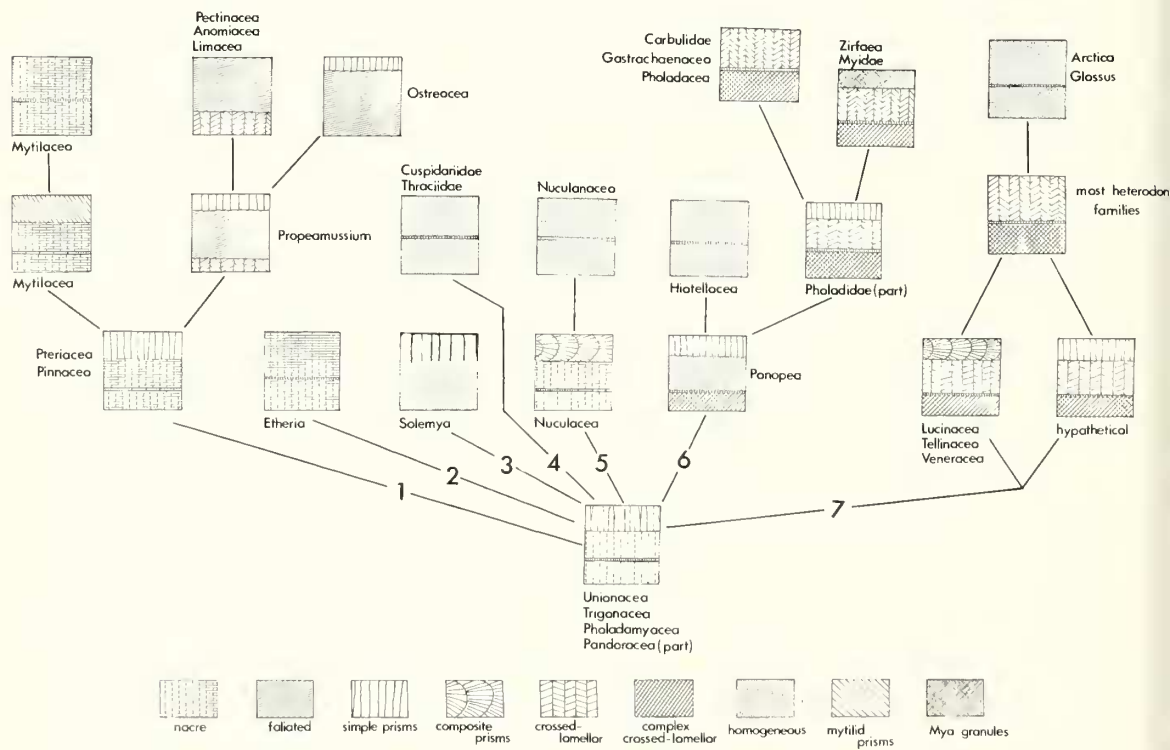 Pectinacea
Anomiacea
Limacea
Carbulidae
Gastrachaenacea
Pholadacea
Zirfaea
Myidae
Arctica
Glossus
Ostreacea
Mytilacea
Cuspidariidae
Thraciidae
Nuculanacea
most heterodont
families
Propeamussium
Hiatellacea
Mytilacea
Pholadidae (part)
Pteriacea
Pinnacea
Panopea
Etheria
Solemya
Nuculacea
Lucinacea
Tellinacea
Veneracea
hypathetical
1
2
3
4
5
6
7
Unionacea
Trigonacea
Pholadamyacea
Pandoracea (part)
nacre
foliated
simple prisms
composite
prisms
crossed-
lamellar
camplex
crossed-lamellar
homogeneous
mytilid
prisms
Mya granules